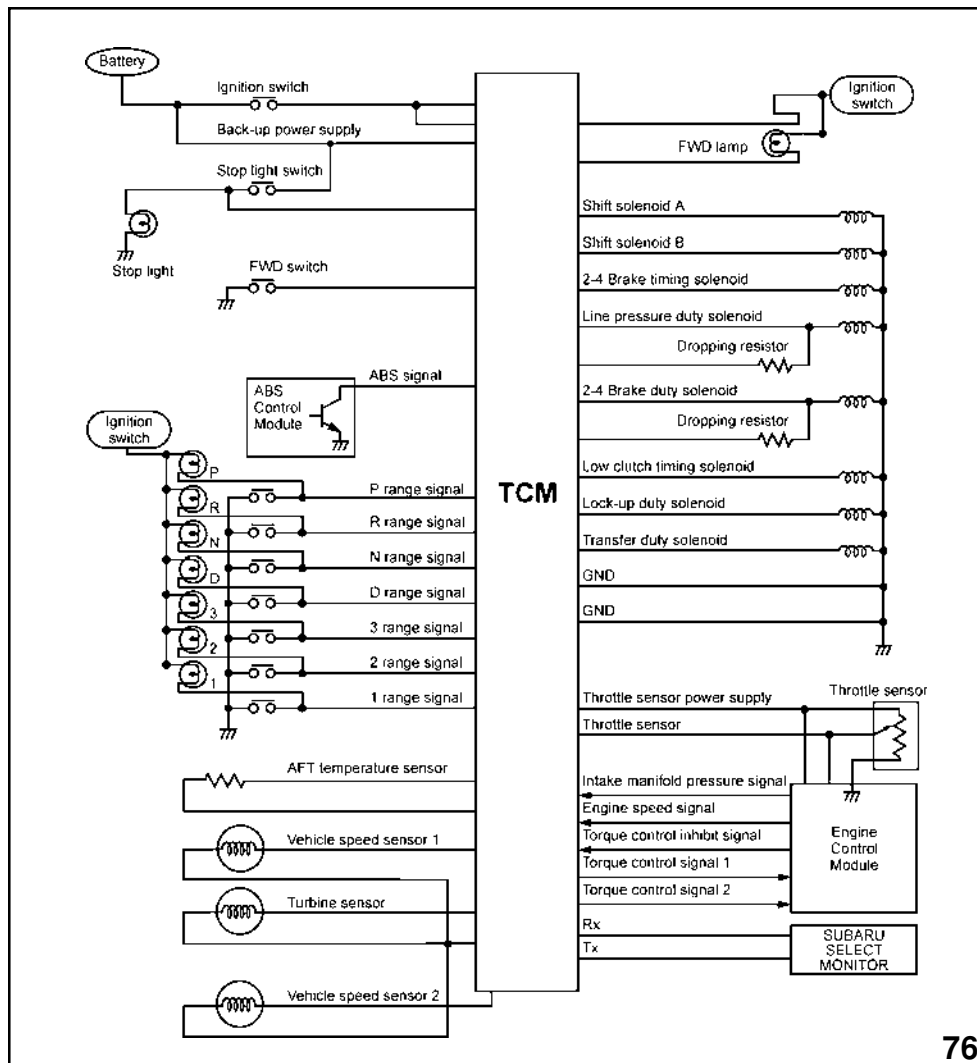 Battery
Ignition switch
Back-up power supply
Stop light switch
Stop light
FWD switch
ABS signal
ABS
Control
Module
Ignition
switch
P
R
N
D
3
2
1
P range signal
R range signal
N range signal
D range signal
3 range signal
2 range signal
1 range signal
AFT temperature sensor
Vehicle speed sensor 1
Turbine sensor
Vehicle speed sensor 2
TCM
Ignition
switch
FWD lamp
Shift solenoid A
Shift solenoid B
2-4 Brake timing solenoid
Line pressure duty solenoid
Dropping resistor
2-4 Brake duty solenoid
Dropping resistor
Low clutch timing solenoid
Lock-up duty solenoid
Transfer duty solenoid
GND
GND
Throttle sensor power supply
Throttle sensor
Throttle sensor
Intake manifold pressure signal
Engine speed signal
Torque control inhibit signal
Torque control signal 1
Torque control signal 2
Engine
Control
Module
Rx
Tx
SUBARU
SELECT
MONITOR
76